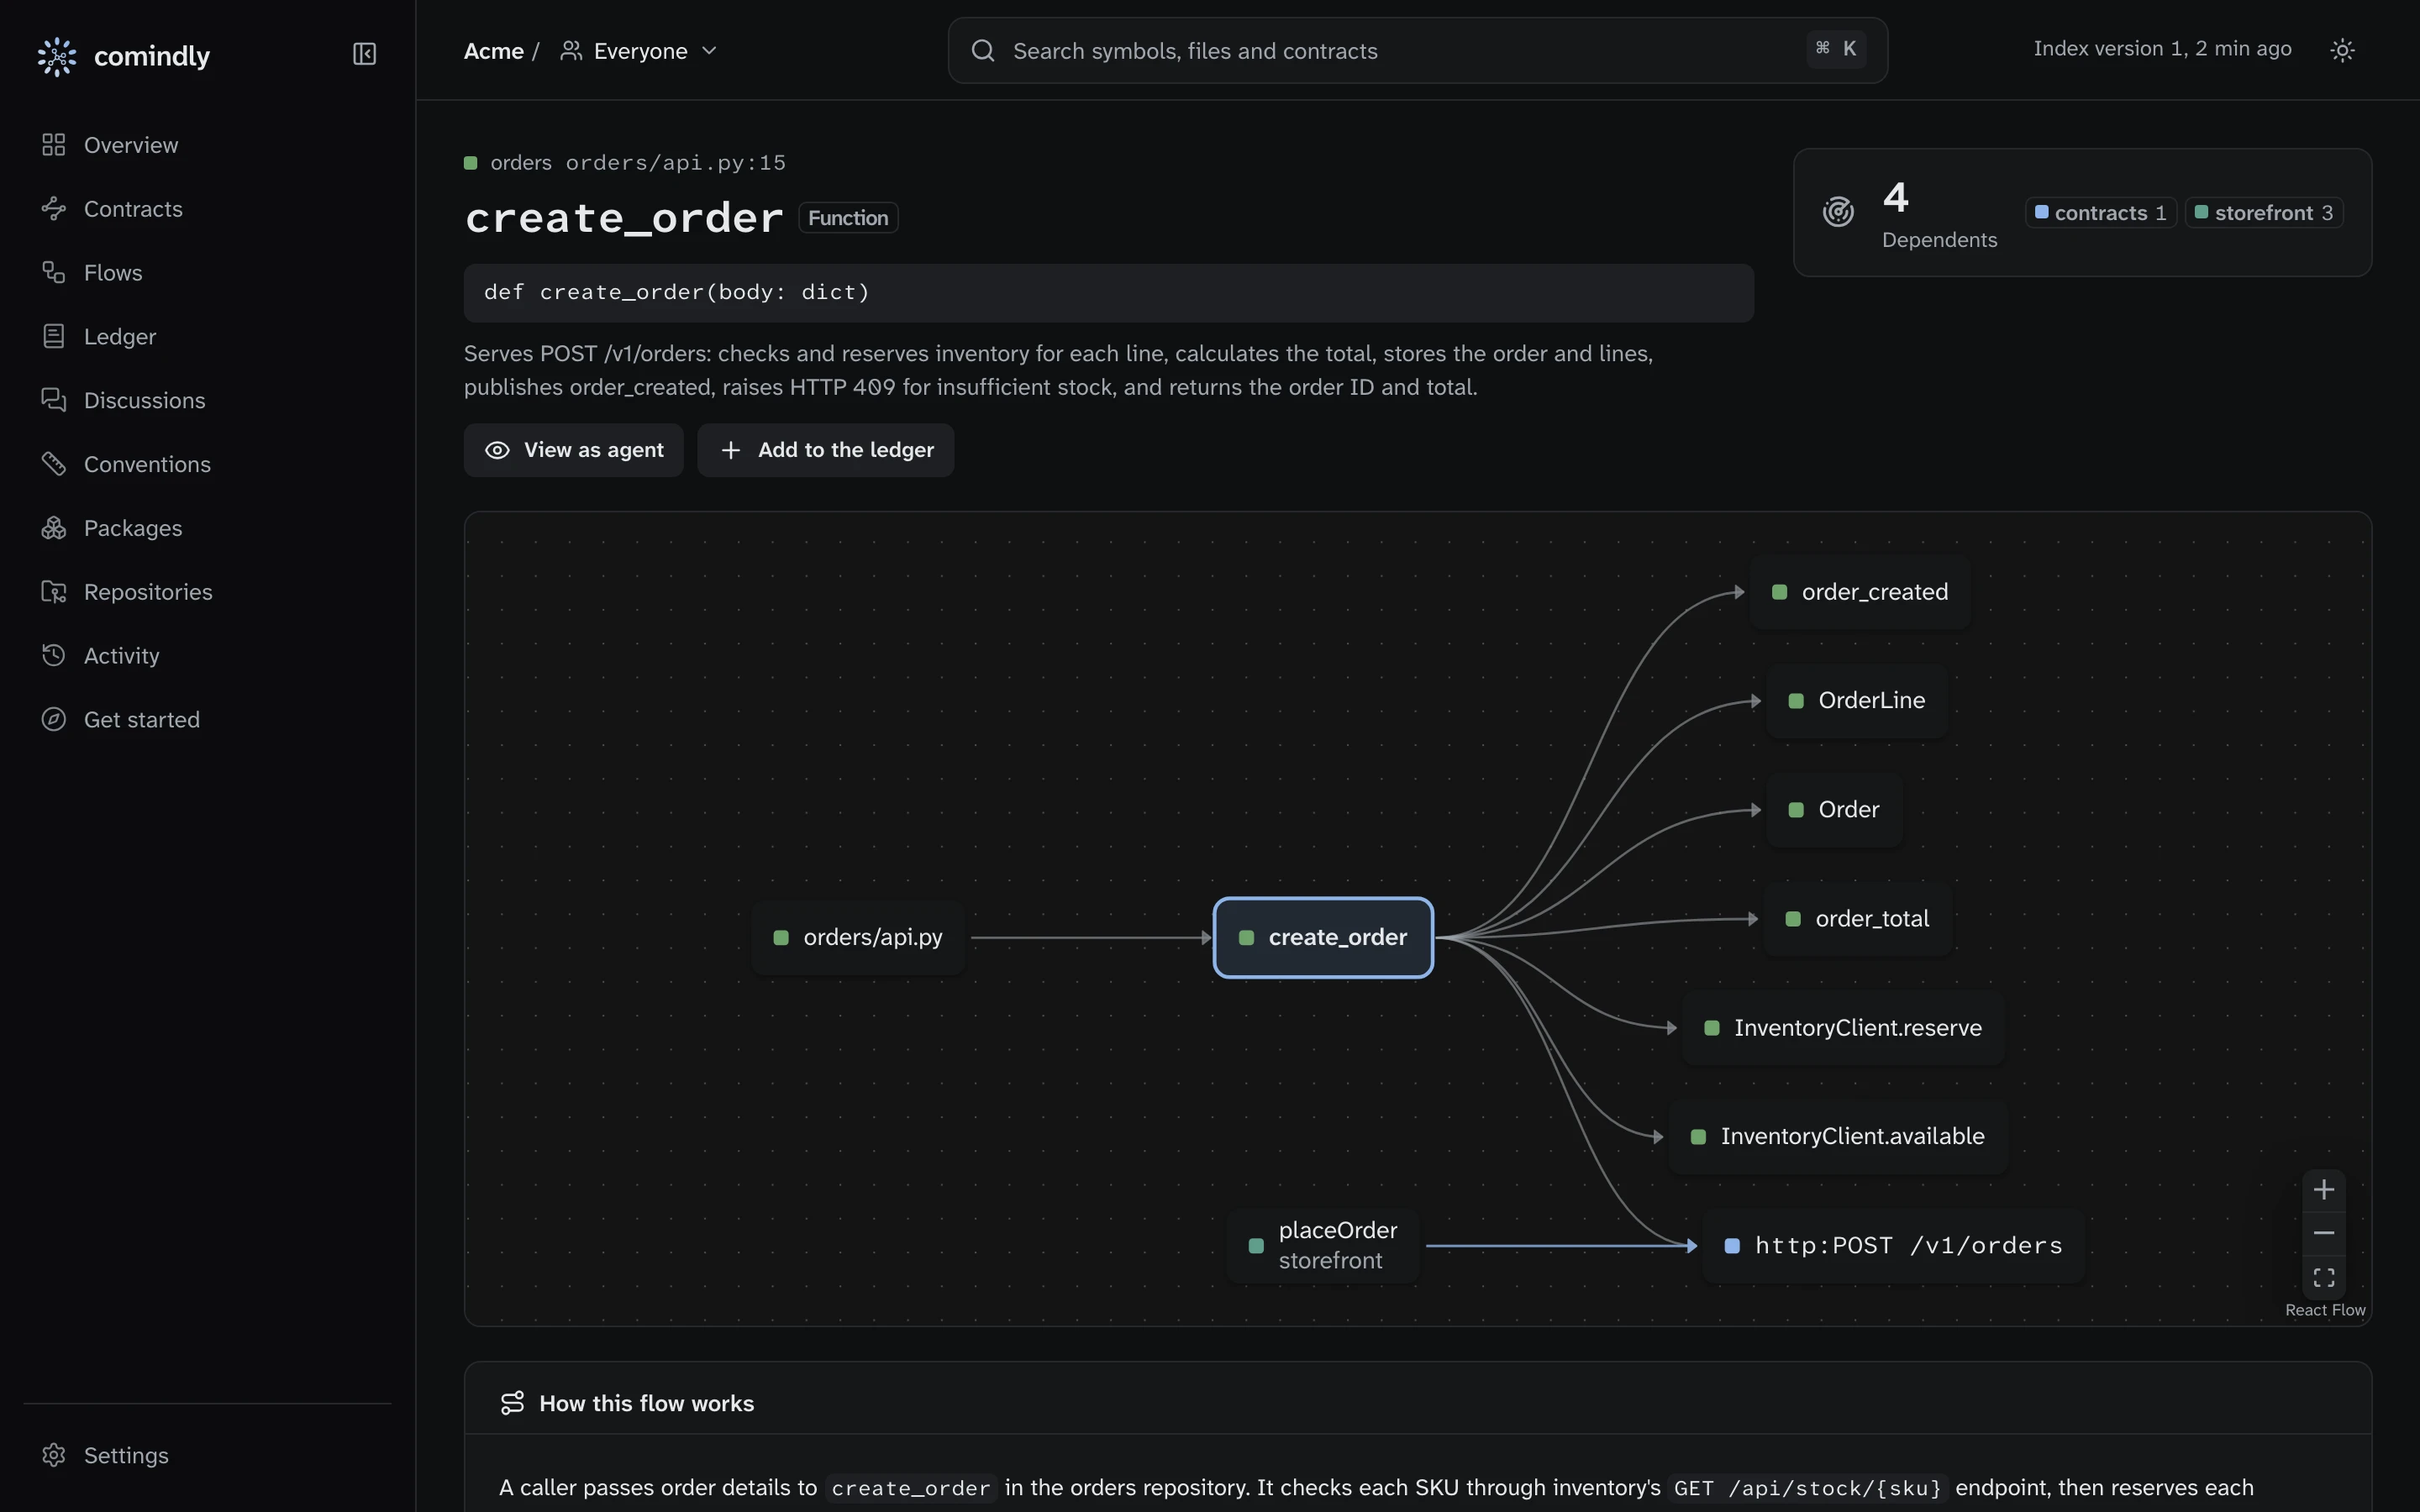 comindly
Overview
Contracts
Flows
Ledger
Discussions
Conventions
Packages
Repositories
Activity
Get started
Settings
Acme / Everyone
Search symbols, files and contracts
⌘ K
Index version 1, 2 min ago
orders orders/api.py:15
create_order Function
def create_order(body: dict)
Serves POST /v1/orders: checks and reserves inventory for each line, calculates the total, stores the order and lines,
publishes order_created, raises HTTP 409 for insufficient stock, and returns the order ID and total.
View as agent
Add to the ledger
4
Dependents
contracts 1
storefront 3
order_created
OrderLine
Order
order_total
orders/api.py
create_order
InventoryClient.reserve
InventoryClient.available
placeOrder
storefront
http:POST /v1/orders
React Flow
How this flow works
A caller passes order details to create_order in the orders repository. It checks each SKU through inventory's GET /api/stock/{sku} endpoint, then reserves each